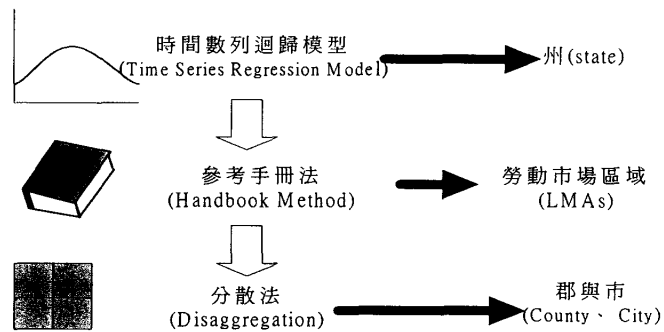 時間數列迴歸模型
(Time Series Regression Model)
州(state)
參考手冊法
(Handbook Method)
勞動市場區域
(LMAs)
分散法
(Disaggregation)
郡與市
(County、City)